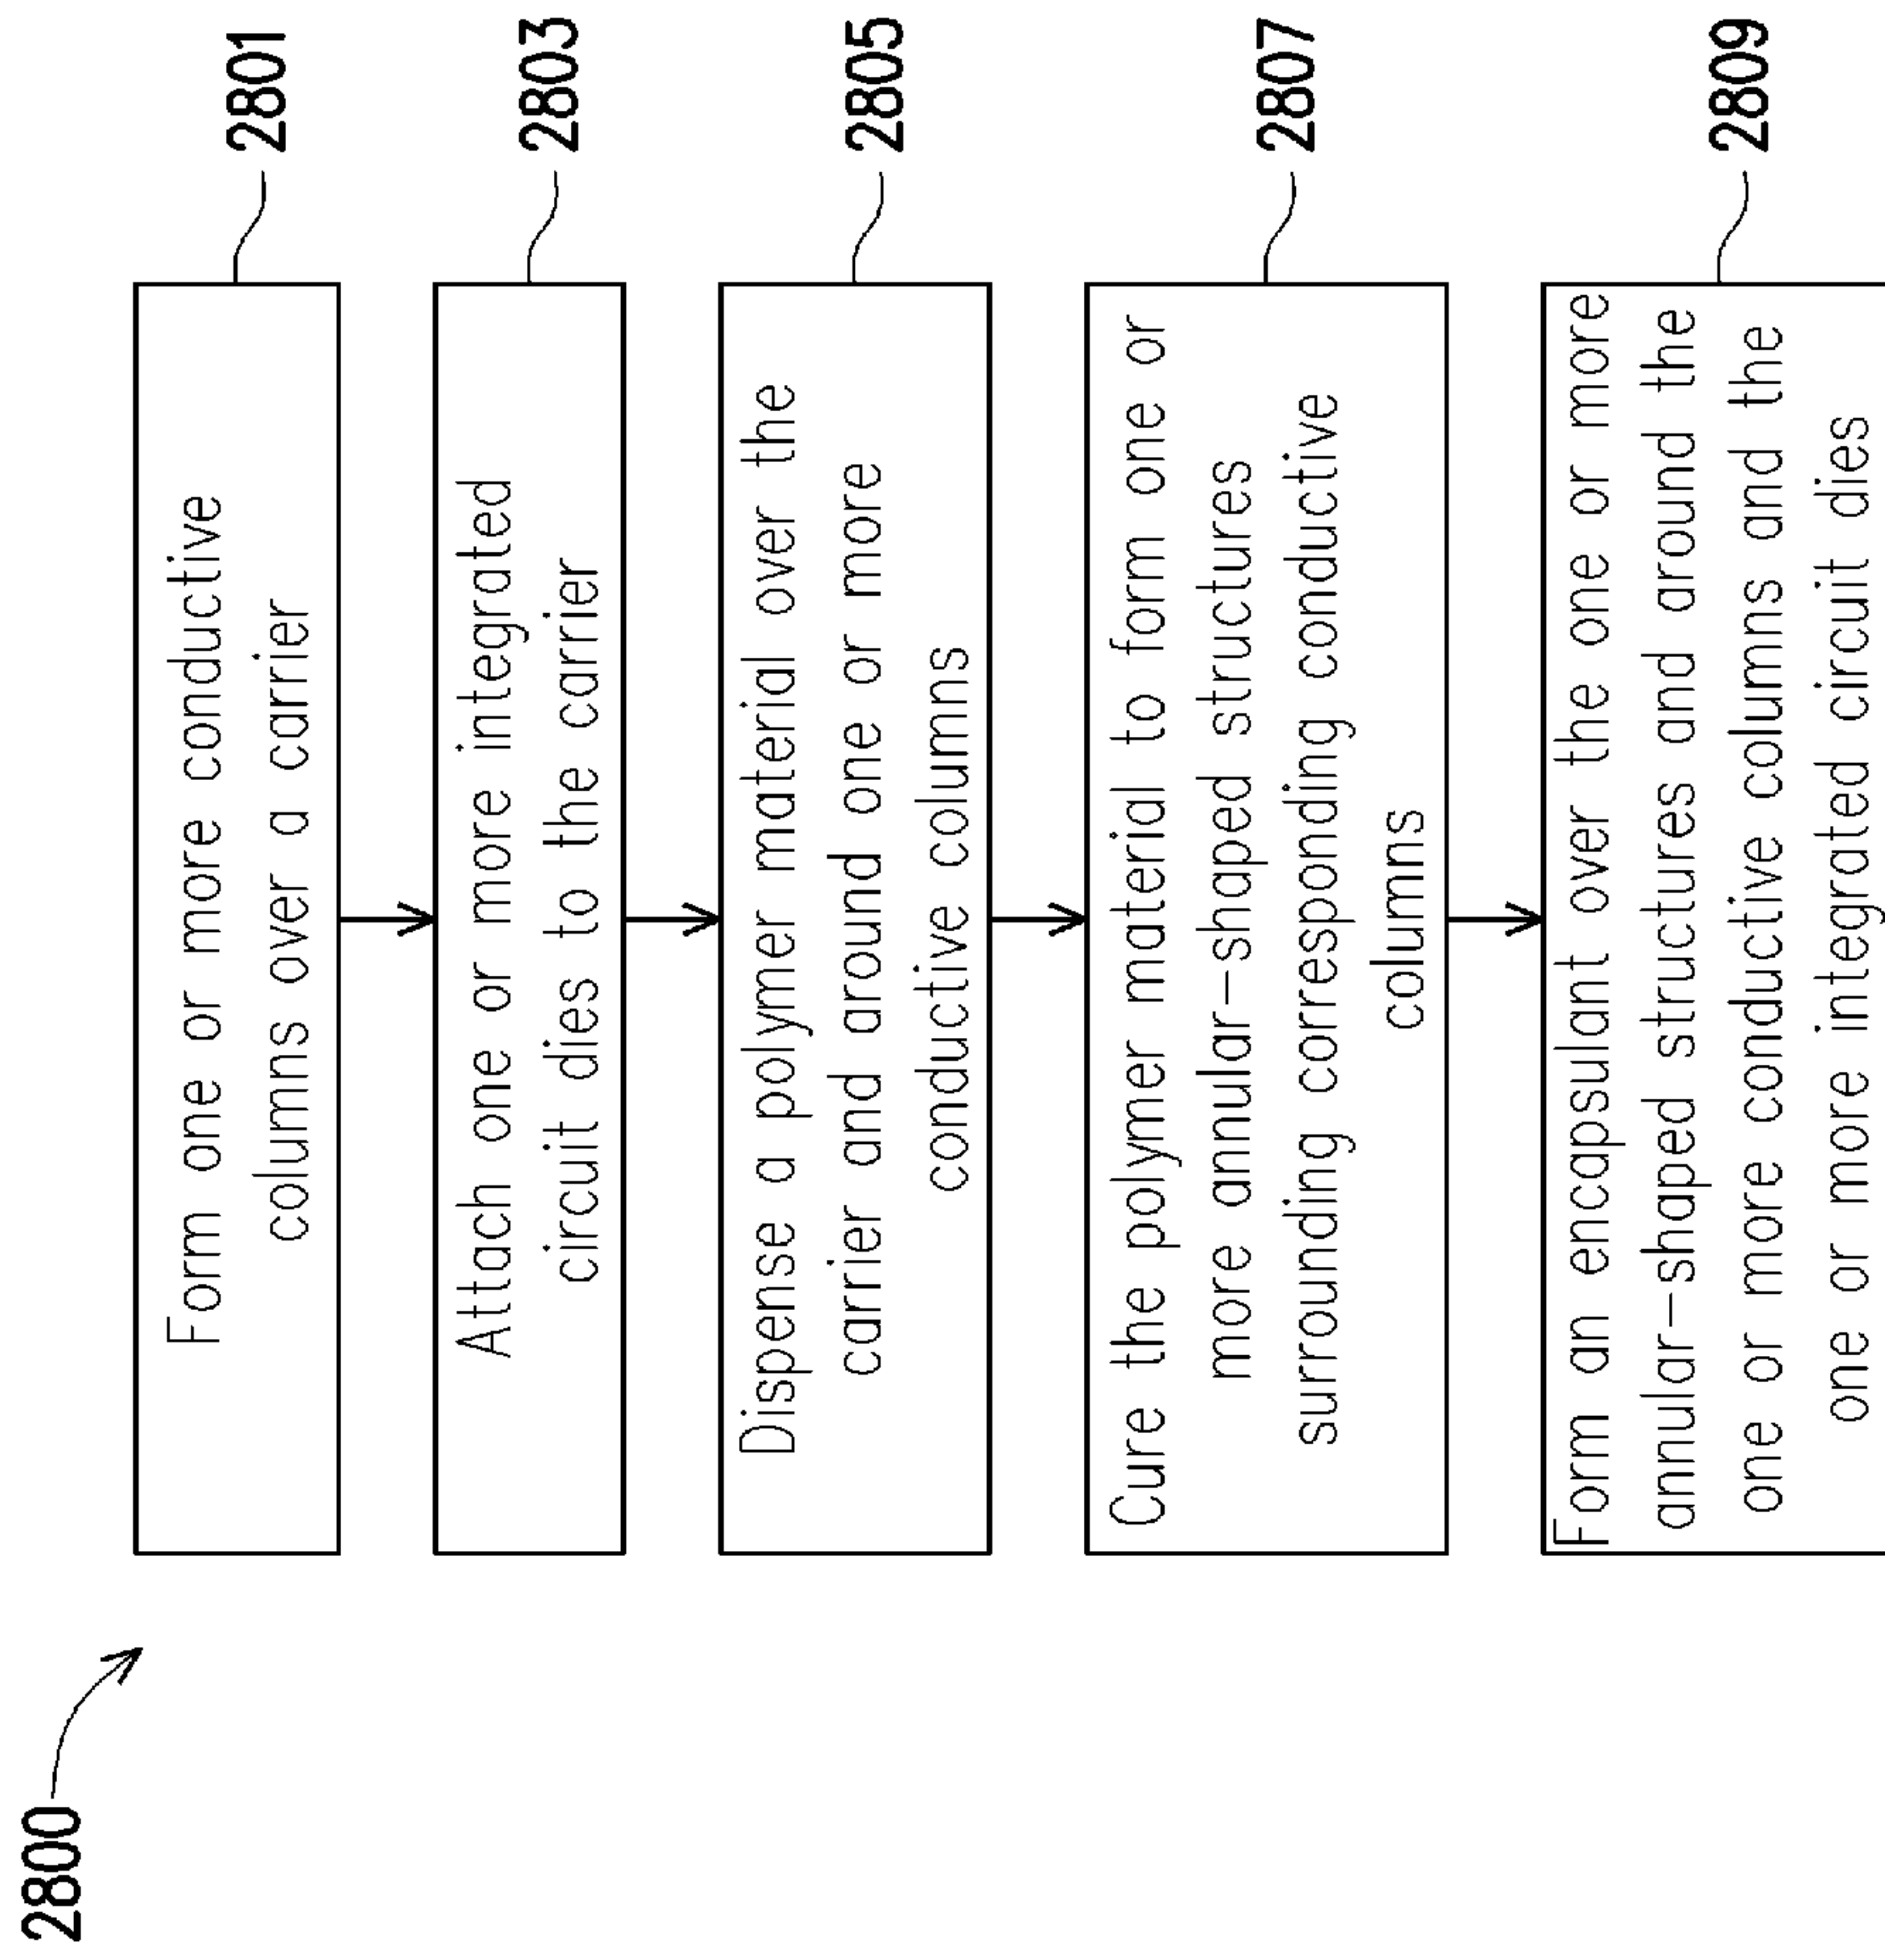 2800
Form one or more conductive
columns over a carrier
2801
Attach one or more integrated
circuit dies to the carrier
2803
Dispense a polymer material over the
carrier and around one or more
conductive columns
2805
Cure the polymer material to form one or
more annular-shaped structures
surrounding corresponding conductive
columns
2807
Form an encapsulant over the one or more
annular-shaped structures and around the
one or more conductive columns and the
one or more integrated circuit dies
2809